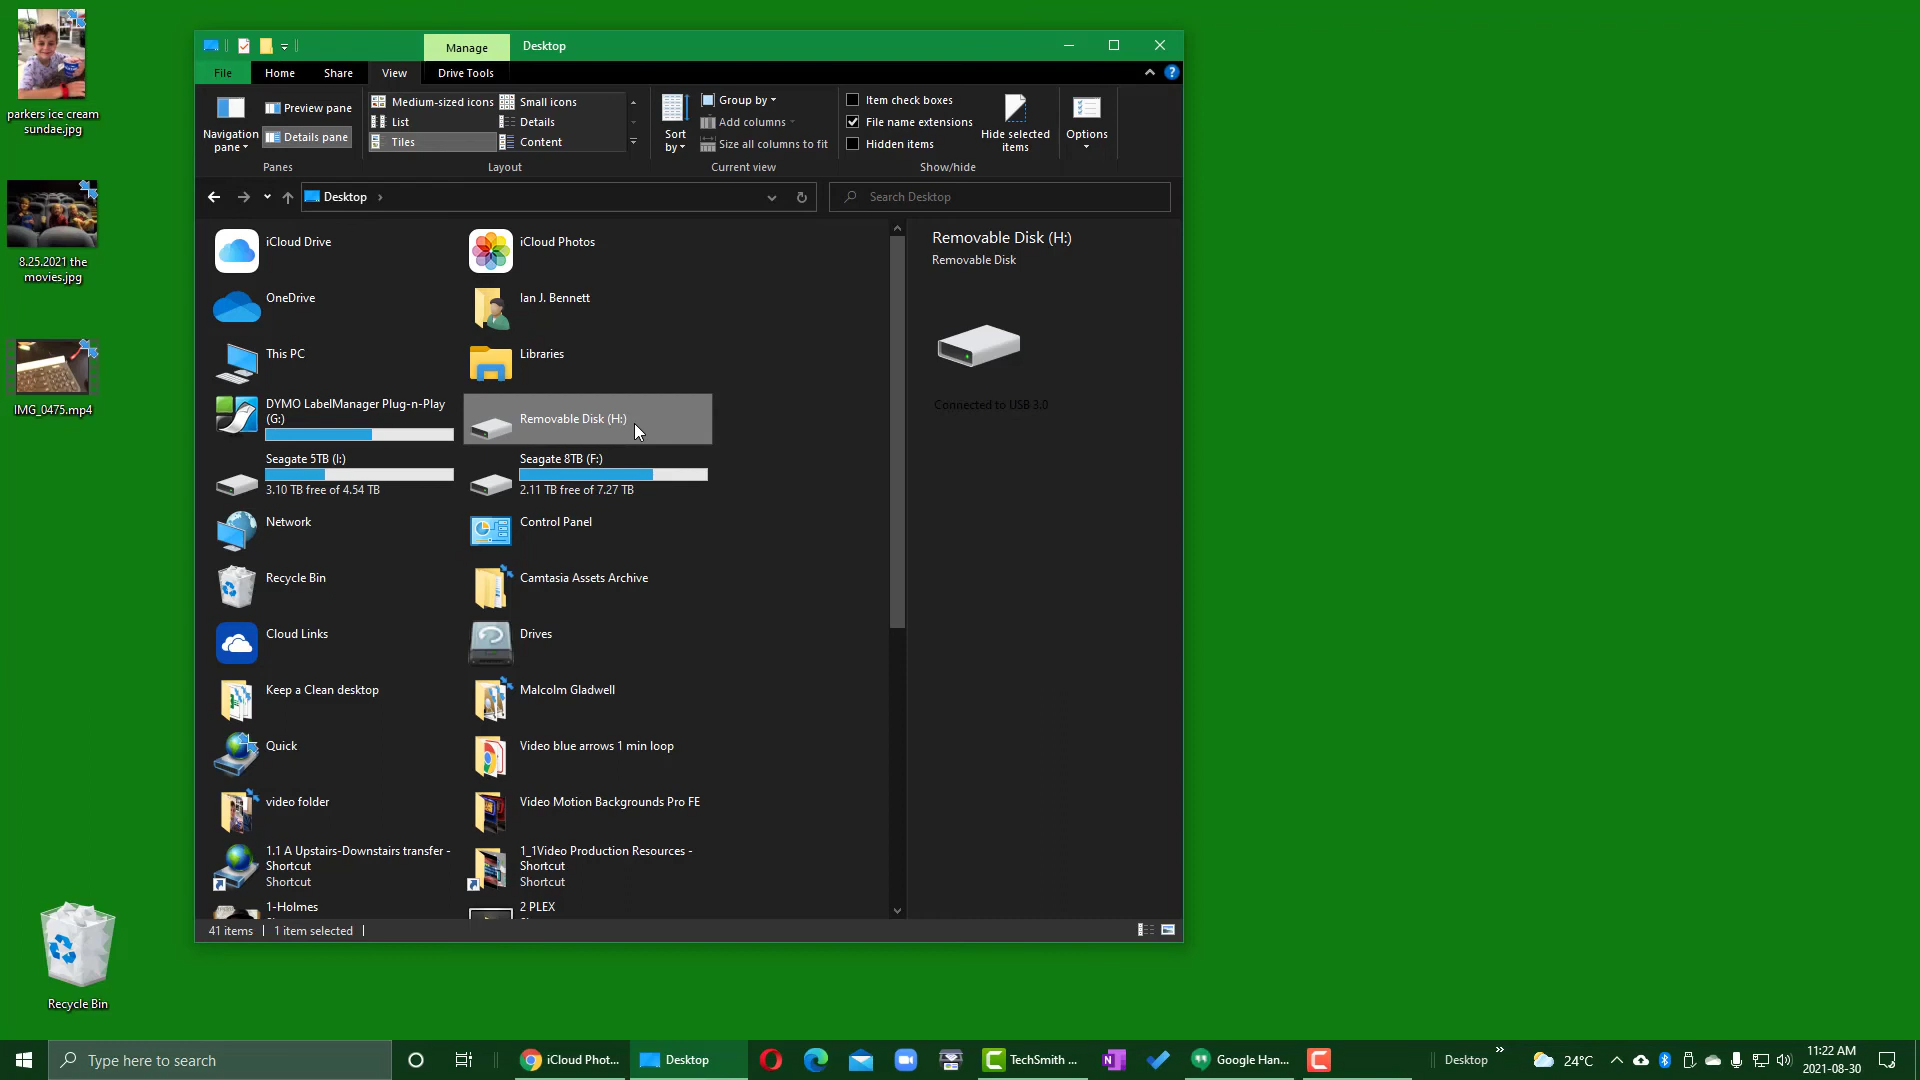 parkers ice cream
sundae.jpg
8.25.2021 the
movies.jpg
IMG_0475.mp4
Recycle Bin
Manage
Desktop
File
Home
Share
View
Drive Tools
Navigation
pane
Preview pane
Details pane
Panes
Medium-sized icons
Small icons
List
Details
Tiles
Content
Layout
Sort
by
Group by
Add columns
Size all columns to fit
Current view
Item check boxes
File name extensions
Hidden items
Hide selected
items
Show/hide
Options
Desktop
Search Desktop
iCloud Drive
iCloud Photos
OneDrive
Ian J. Bennett
This PC
Libraries
DYMO LabelManager Plug-n-Play
(G:)
Removable Disk (H:)
Seagate 5TB (I:)
3.10 TB free of 4.54 TB
Seagate 8TB (F:)
2.11 TB free of 7.27 TB
Network
Control Panel
Recycle Bin
Camtasia Assets Archive
Cloud Links
Drives
Keep a Clean desktop
Malcolm Gladwell
Quick
Video blue arrows 1 min loop
video folder
Video Motion Backgrounds Pro FE
1.1 A Upstairs-Downstairs transfer -
Shortcut
Shortcut
1_1Video Production Resources -
Shortcut
Shortcut
1-Holmes
2 PLEX
Removable Disk (H:)
Removable Disk
Connected to USB 3.0
41 items
1 item selected
Type here to search
iCloud Phot...
Desktop
TechSmith ...
Google Han...
Desktop
24°C
11:22 AM
2021-08-30